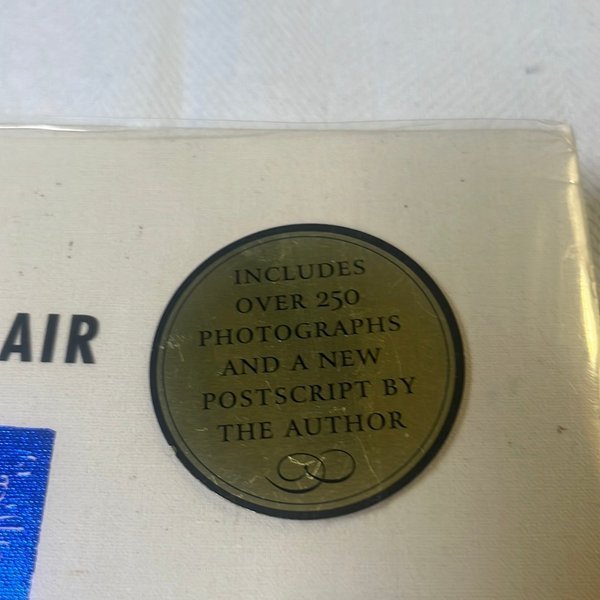 AIR
INCLUDES
OVER 250
PHOTOGRAPHS
AND A NEW
POSTSCRIPT BY
THE AUTHOR